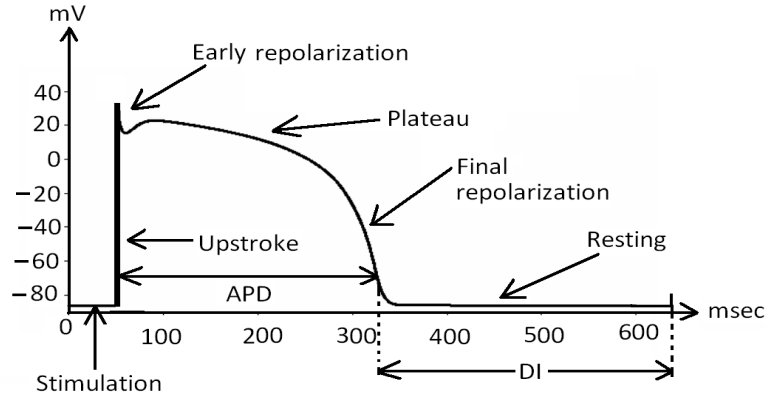 mV
Early repolarization
40
20
0
−20
−40
−60
−80
Plateau
Final
repolarization
Upstroke
Resting
APD
0 100 200 300 400 500 600
msec
Stimulation
DI